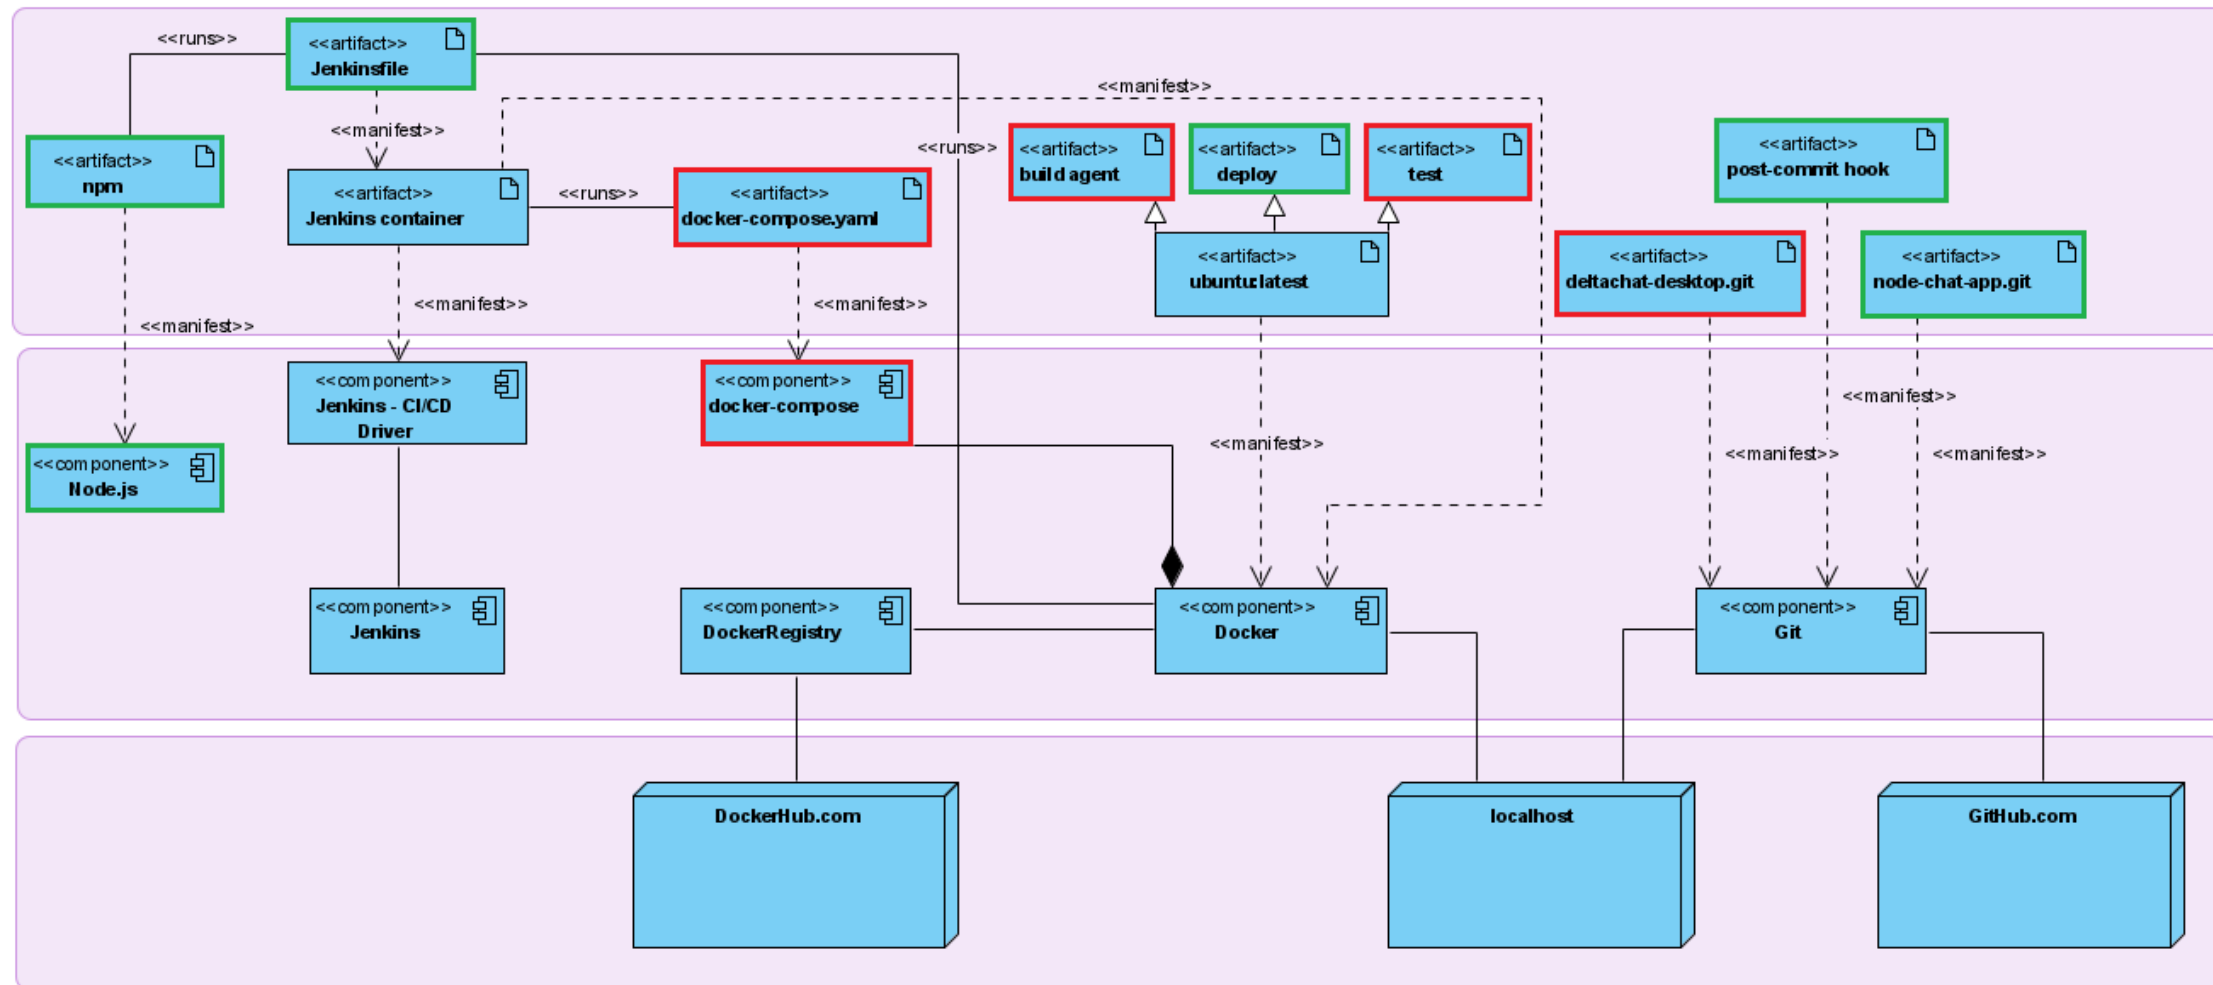 <<runs>>
<<artifact>>
Jenkinsfile
<<manifest>>
<<manifest>>
<<artifact>>
npm
<<artifact>>
Jenkins container
<<runs>>
<<artifact>>
docker-compose.yaml
<<runs>>
<<artifact>>
build agent
<<artifact>>
deploy
<<artifact>>
test
<<artifact>>
post-commit hook
<<artifact>>
ubuntu:latest
<<artifact>>
deltachat-desktop.git
<<artifact>>
node-chat-app.git
<<manifest>>
<<manifest>>
<<manifest>>
<<component>>
Jenkins - CI/CD
Driver
<<component>>
docker-compose
<<manifest>>
<<manifest>>
<<manifest>>
<<manifest>>
<<component>>
Node.js
<<component>>
Jenkins
<<component>>
DockerRegistry
<<component>>
Docker
<<component>>
Git
DockerHub.com
localhost
GitHub.com